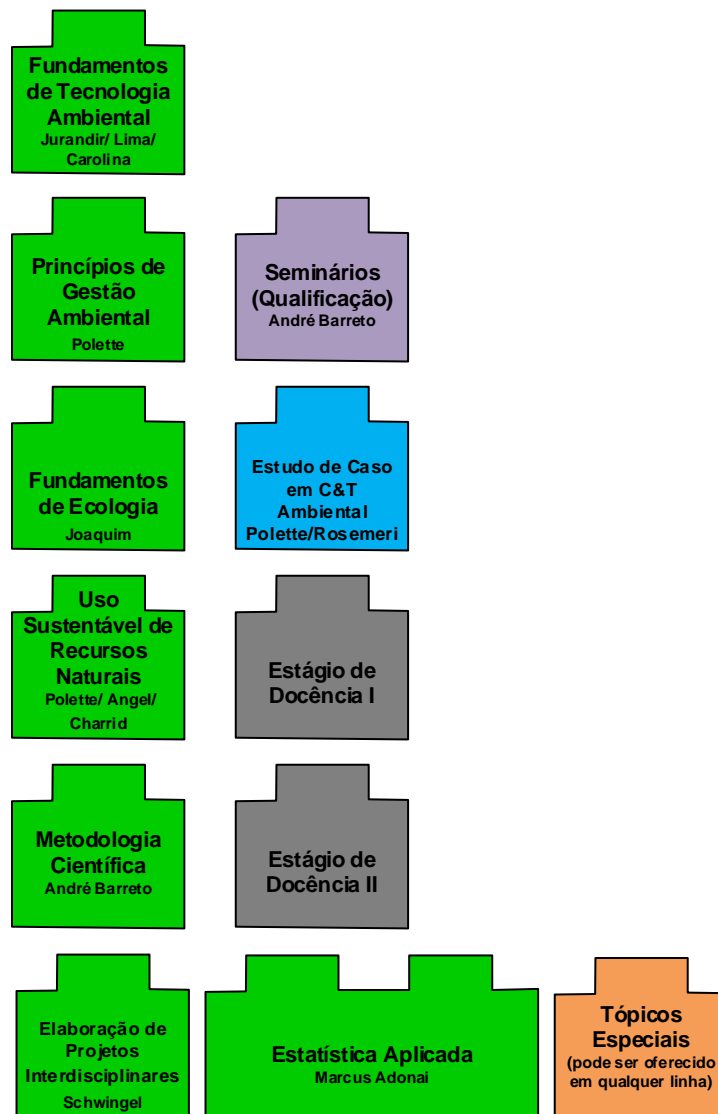 Fundamentos
de Tecnologia
Ambiental
Jurandir/ Lima/
Carolina
Princípios de
Gestão
Ambiental
Polette
Seminários
(Qualificação)
André Barreto
Fundamentos
de Ecologia
Joaquim
Estudo de Caso
em C&T
Ambiental
Polette/Rosemeri
Uso
Sustentável de
Recursos
Naturais
Polette/ Angel/
Charrid
Estágio de
Docência I
Metodologia
Científica
André Barreto
Estágio de
Docência II
Elaboração de
Projetos
Interdisciplinares
Schwingel
Estatística Aplicada
Marcus Adonai
Tópicos
Especiais
(pode ser oferecido
em qualquer linha)